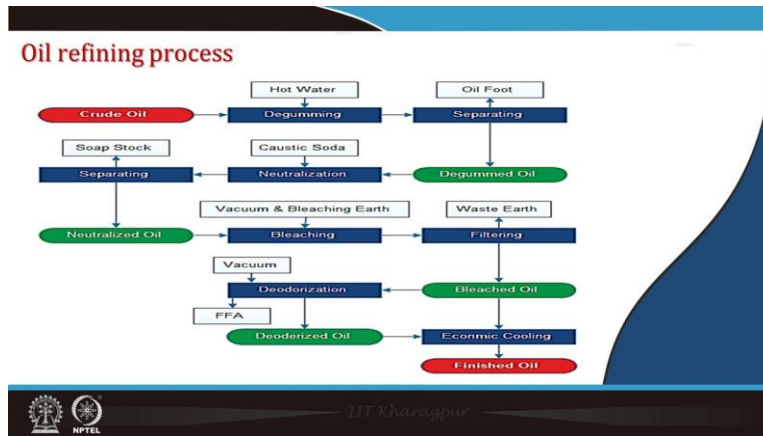 Oil refining process
Hot Water
Oil Foot
Crude Oil
Degumming
Separating
Soap Stock
Caustic Soda
Separating
Neutralization
Degummed Oil
Vacuum & Bleaching Earth
Waste Earth
Neutralized Oil
Bleaching
Filtering
Vacuum
Deodorization
Bleached Oil
FFA
Deoderized Oil
Econmic Cooling
Finished Oil
IIT Kharagpur
NPTEL